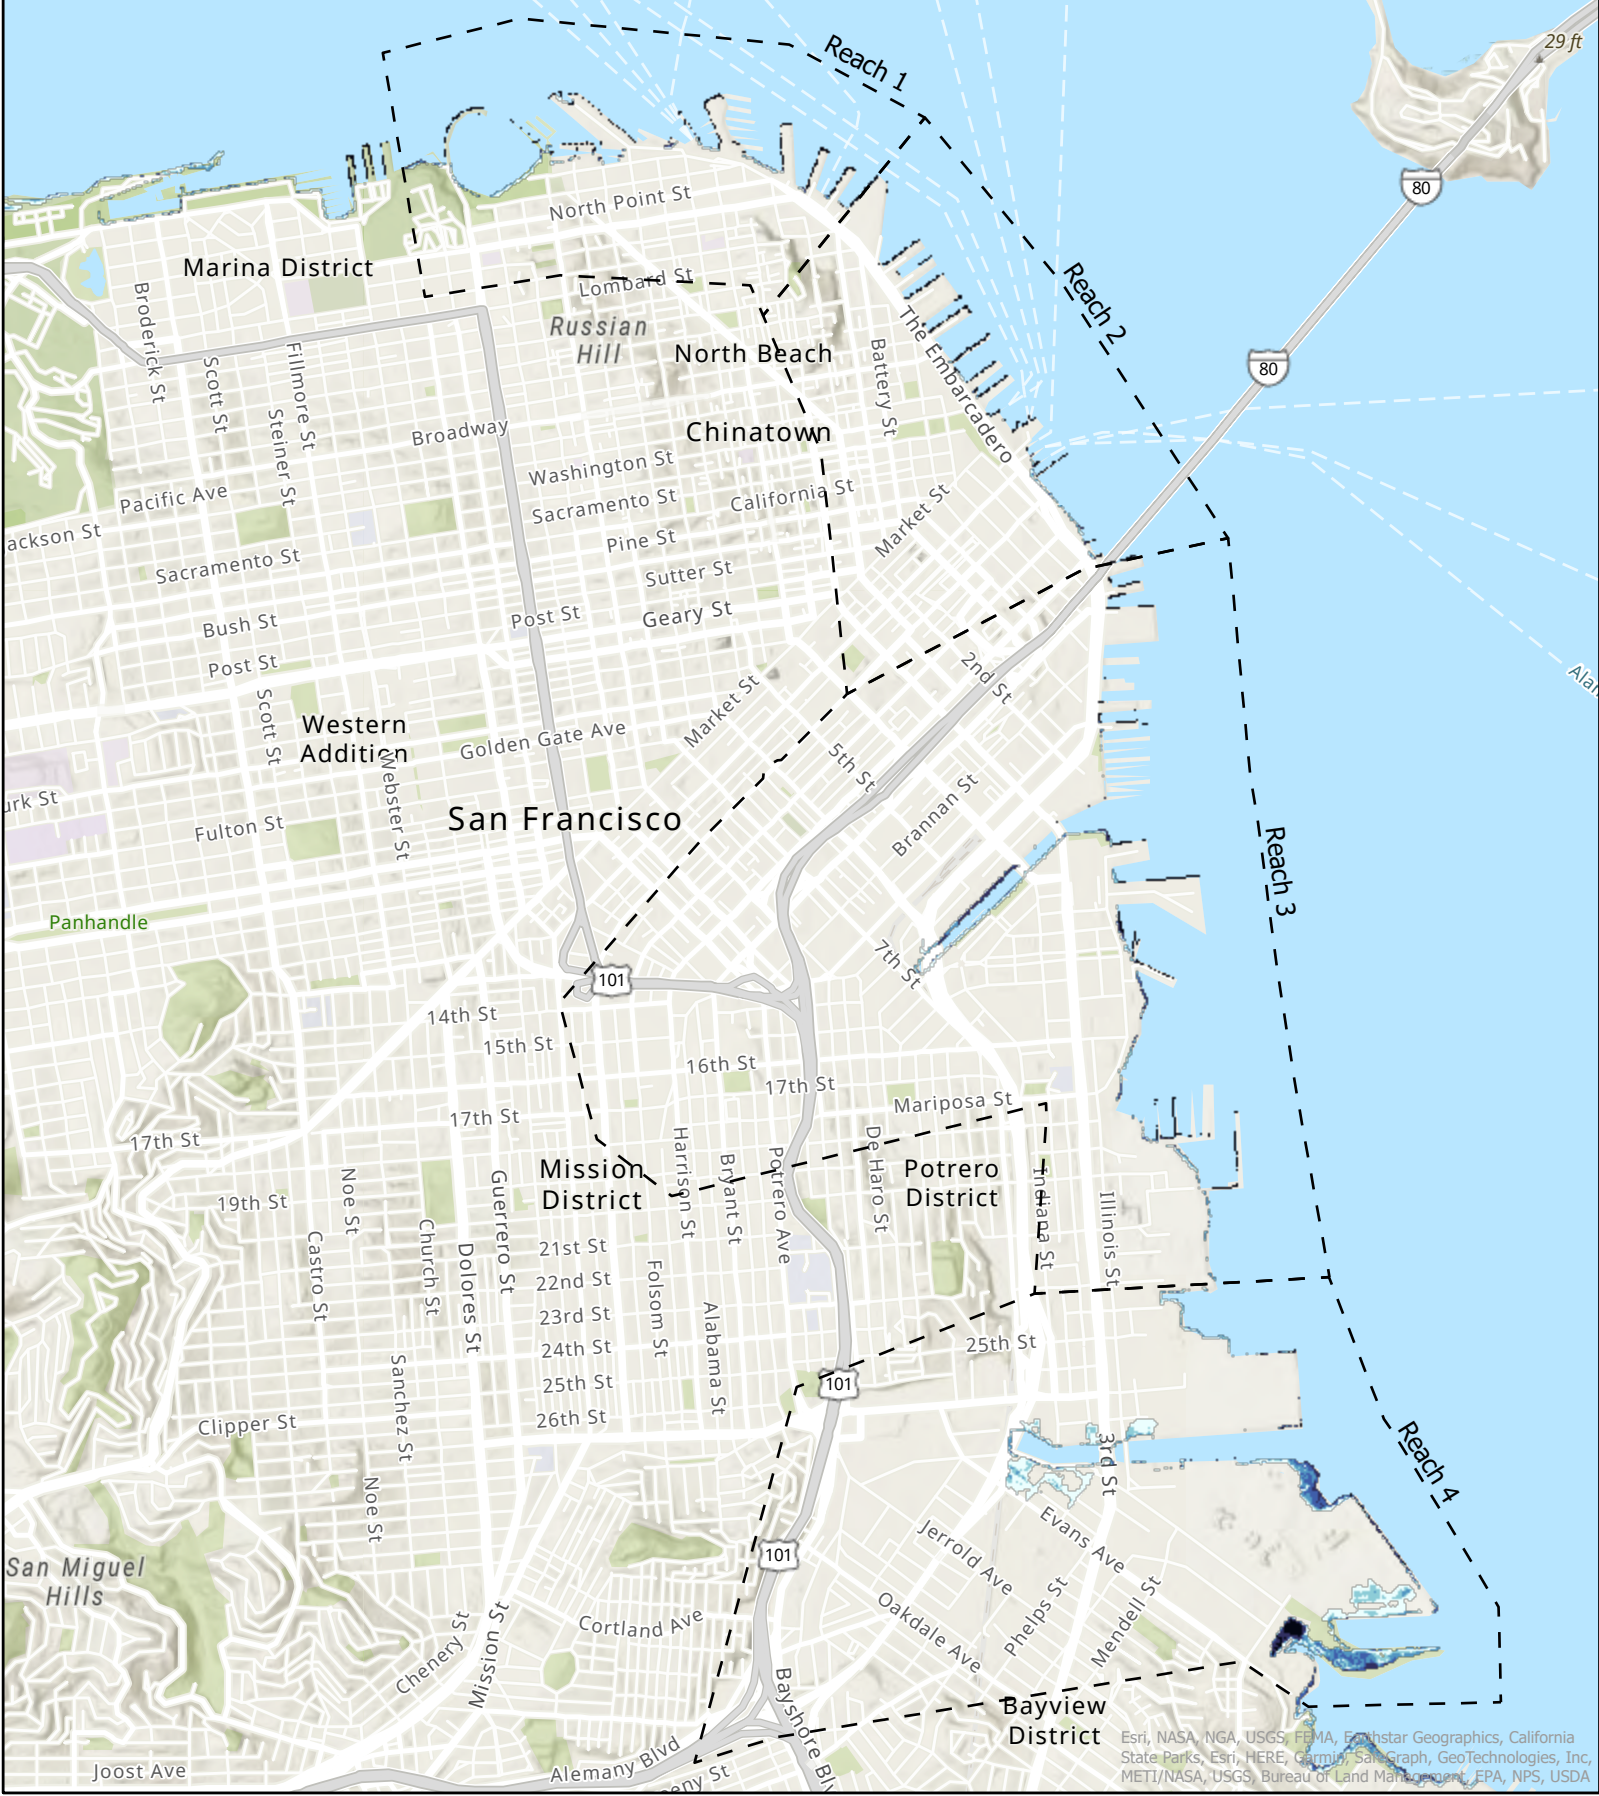 29 ft
Reach 1
80
North Point St
Marina District
Lombard St
Reach 2
Broderick St
Russian
Hill
North Beach
The Embarcadero
80
Scott St
Fillmore St
Battery St
Steiner St
Broadway
Chinatown
Washington St
Pacific Ave
Sacramento St
California St
Market St
ackson St
Pine St
Sacramento St
Sutter St
Geary St
Bush St
Post St
Post St
2nd St
Alan
Scott St
Western
Addition
Market St
Golden Gate Ave
5th St
Webster St
urk St
San Francisco
Fulton St
Brannan St
Reach 3
Panhandle
7th St
101
14th St
15th St
16th St
17th St
17th St
Mariposa St
17th St
Mission
District
Harrison St
Bryant St
Potrero Ave
De Haro St
Potrero
District
Indiana St
Illinois St
19th St
Noe St
Guerrero St
Church St
Castro St
Dolores St
21st St
22nd St
23rd St
24th St
25th St
26th St
Folsom St
Alabama St
25th St
101
Sanchez St
Clipper St
3rd St
Reach 4
Noe St
Evans Ave
Jerrold Ave
101
San Miguel
Hills
Oakdale Ave
Phelps St
Mendell St
Cortland Ave
Chenery St
Mission St
Bayshore Blv
Bayview
District
Alemany Blvd
Joost Ave
eny St
Esri, NASA, NGA, USGS, FEMA, Earthstar Geographics, California
State Parks, Esri, HERE, Garmin, SafeGraph, GeoTechnologies, Inc,
METI/NASA, USGS, Bureau of Land Management, EPA, NPS, USDA